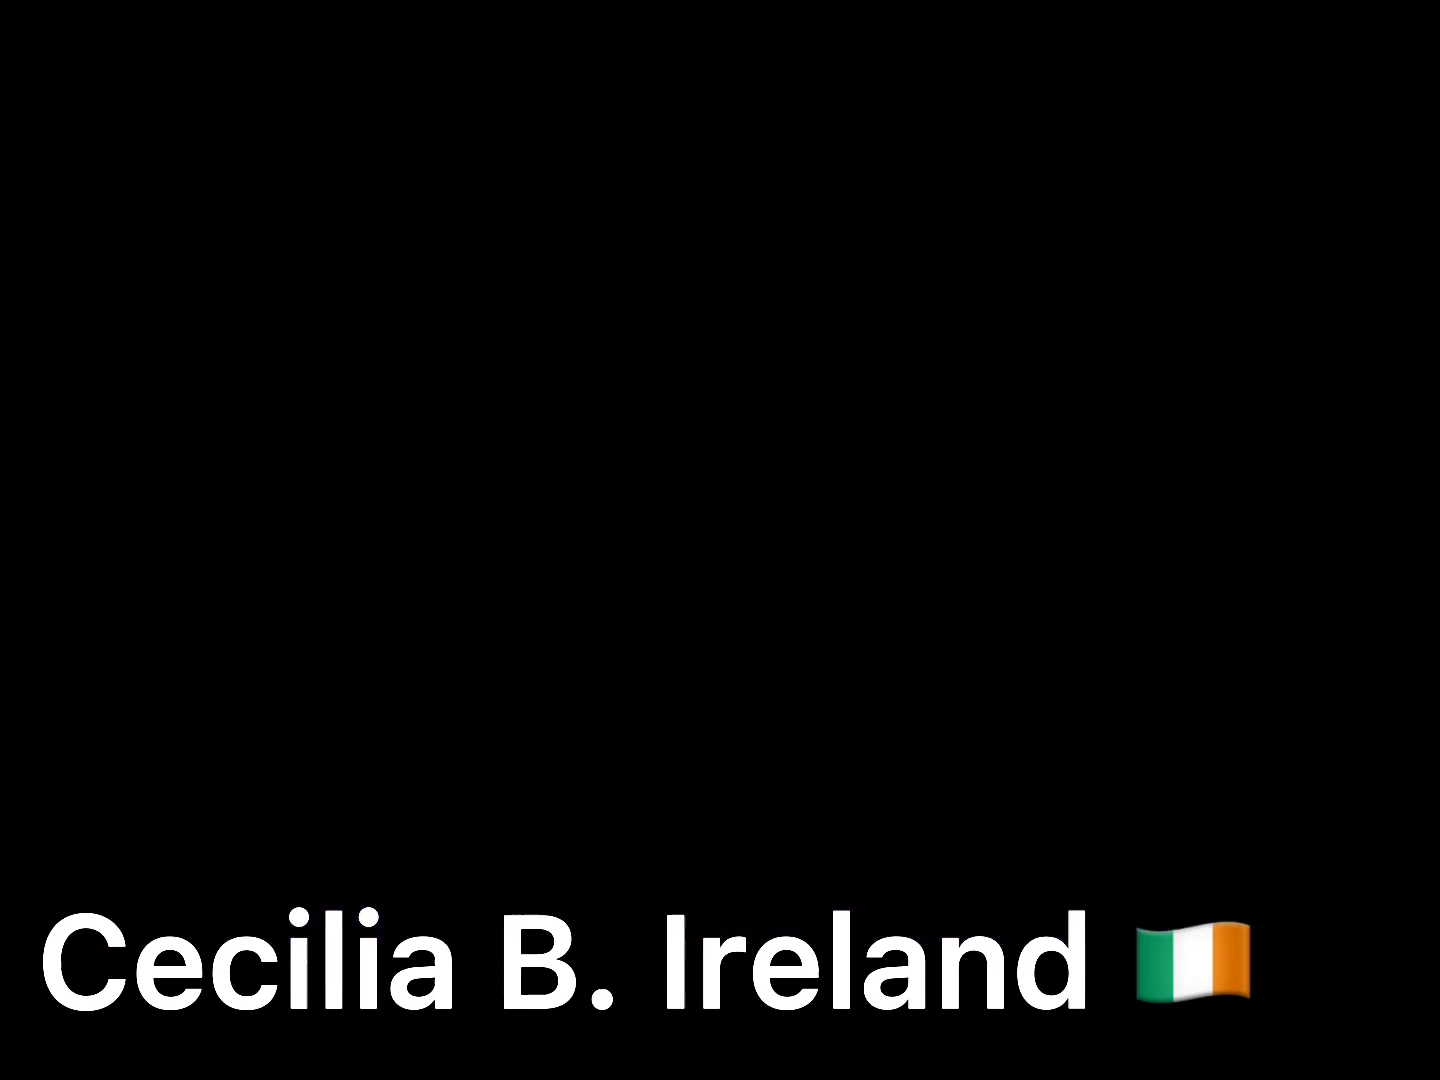 Cecilia B. Ireland 🇮🇪